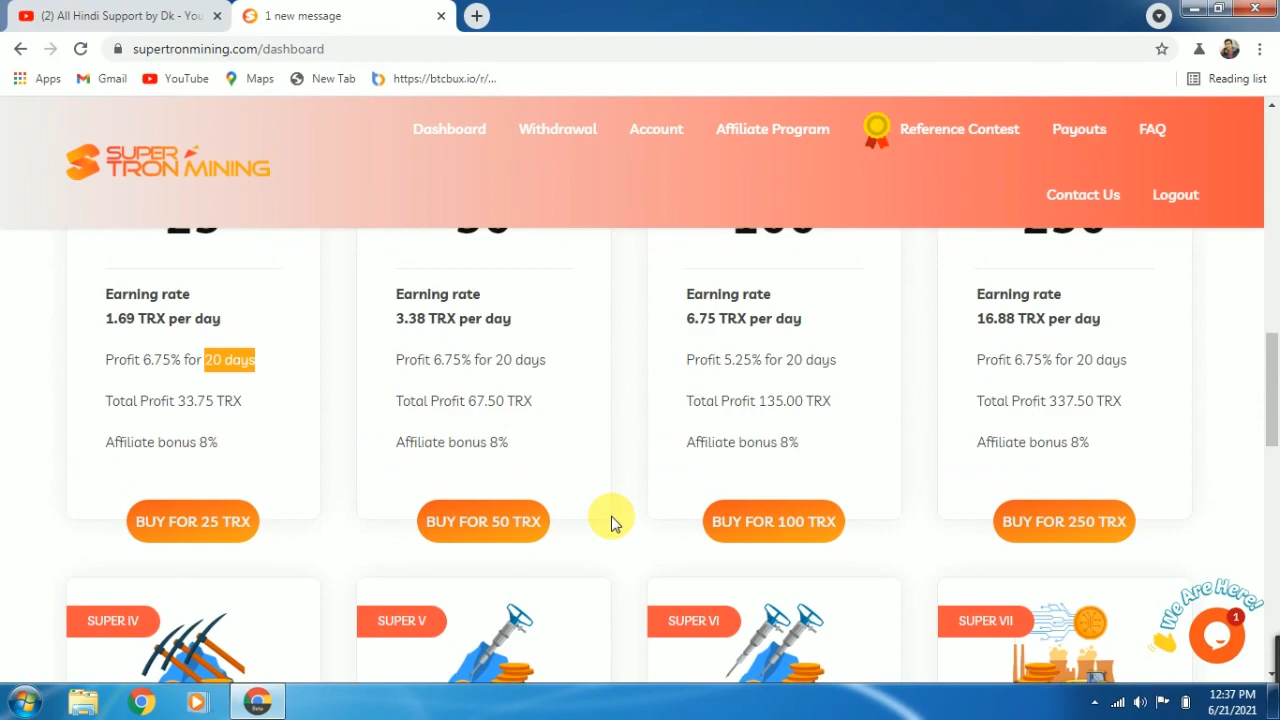 (2) All Hindi Support by Dk - You
1 new message
supertronmining.com/dashboard
Apps Gmail YouTube Maps New Tab https://btcbux.io/r/... Reading list
Dashboard Withdrawal Account Affiliate Program Reference Contest Payouts FAQ
SUPER
TRON MINING
Contact Us Logout
25 50 100 250
Earning rate Earning rate Earning rate Earning rate
1.69 TRX per day 3.38 TRX per day 6.75 TRX per day 16.88 TRX per day
Profit 6.75% for 20 days Profit 6.75% for 20 days Profit 5.25% for 20 days Profit 6.75% for 20 days
Total Profit 33.75 TRX Total Profit 67.50 TRX Total Profit 135.00 TRX Total Profit 337.50 TRX
Affiliate bonus 8% Affiliate bonus 8% Affiliate bonus 8% Affiliate bonus 8%
BUY FOR 25 TRX BUY FOR 50 TRX BUY FOR 100 TRX BUY FOR 250 TRX
We Are Here!
1
SUPER IV SUPER V SUPER VI SUPER VII
Beta
12:37 PM
6/21/2021